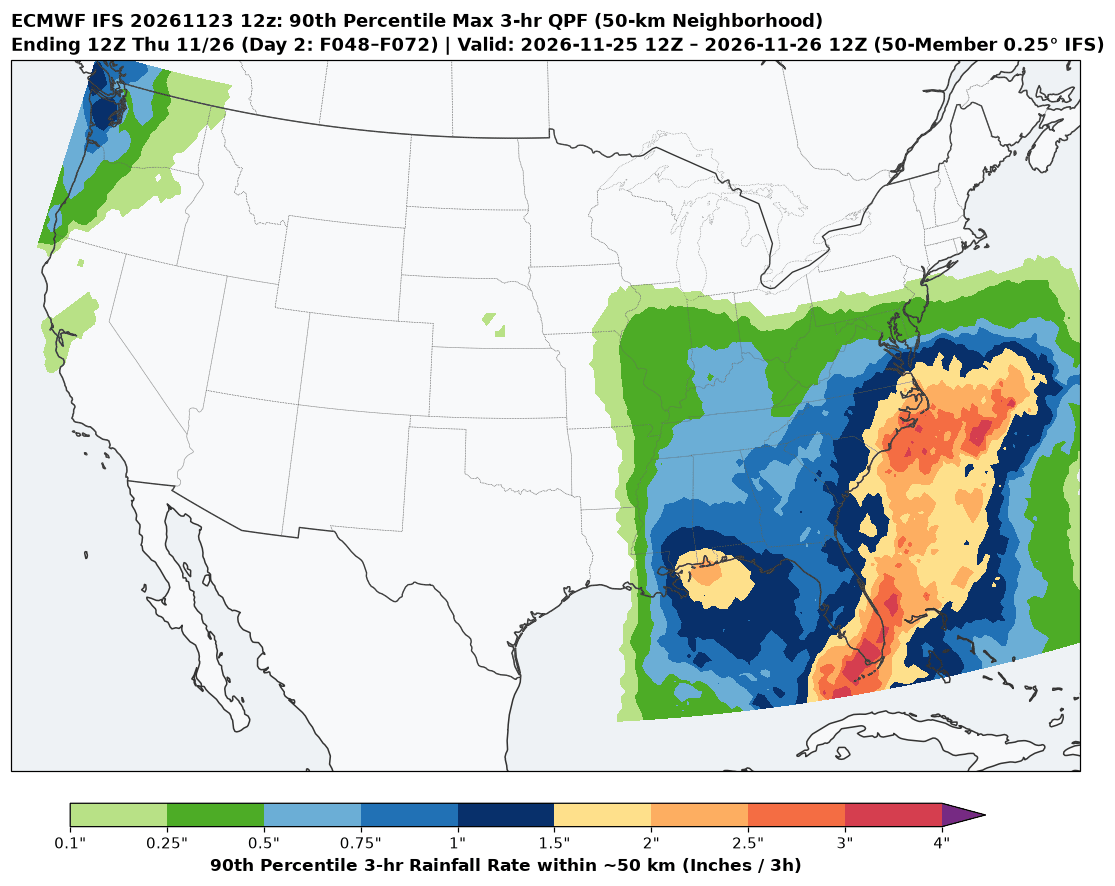 ECMWF IFS 20261123 12z: 90th Percentile Max 3-hr QPF (50-km Neighborhood)
Ending 12Z Thu 11/26 (Day 2: F048–F072) | Valid: 2026-11-25 12Z – 2026-11-26 12Z (50-Member 0.25° IFS)
0.1" 0.25" 0.5" 0.75" 1" 1.5" 2" 2.5" 3" 4"
90th Percentile 3-hr Rainfall Rate within ~50 km (Inches / 3h)